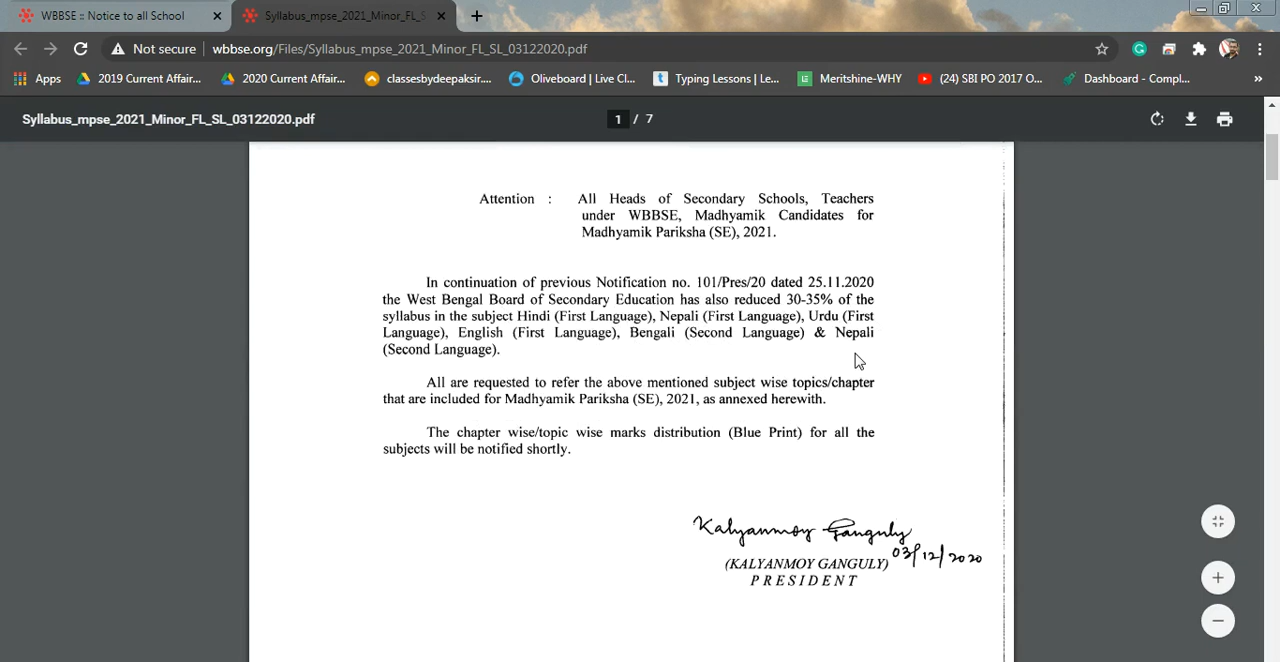 WBBSE :: Notice to all School
Syllabus_mpse_2021_Minor_FL_S
Not secure wbbse.org/Files/Syllabus_mpse_2021_Minor_FL_SL_03122020.pdf
Apps 2019 Current Affair... 2020 Current Affair... classesbydeepaksir.... Oliveboard | Live Cl... Typing Lessons | Le... Meritshine-WHY (24) SBI PO 2017 O... Dashboard - Compl... »
Syllabus_mpse_2021_Minor_FL_SL_03122020.pdf 1 / 7
Attention : All Heads of Secondary Schools, Teachers
under WBBSE, Madhyamik Candidates for
Madhyamik Pariksha (SE), 2021.
In continuation of previous Notification no. 101/Pres/20 dated 25.11.2020
the West Bengal Board of Secondary Education has also reduced 30-35% of the
syllabus in the subject Hindi (First Language), Nepali (First Language), Urdu (First
Language), English (First Language), Bengali (Second Language) & Nepali
(Second Language).
All are requested to refer the above mentioned subject wise topics/chapter
that are included for Madhyamik Pariksha (SE), 2021, as annexed herewith.
The chapter wise/topic wise marks distribution (Blue Print) for all the
subjects will be notified shortly.
Kalyanmoy Ganguly
03/12/2020
(KALYANMOY GANGULY)
PRESIDENT